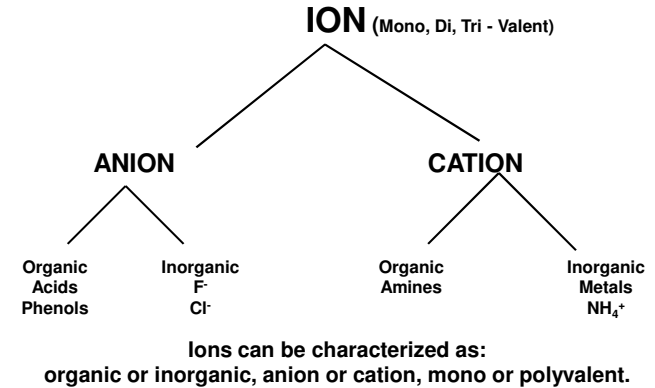 ION (Mono, Di, Tri - Valent)
ANION
CATION
Organic
Acids
Phenols
Inorganic
F⁻
Cl⁻
Organic
Amines
Inorganic
Metals
NH₄⁺
Ions can be characterized as:
organic or inorganic, anion or cation, mono or polyvalent.